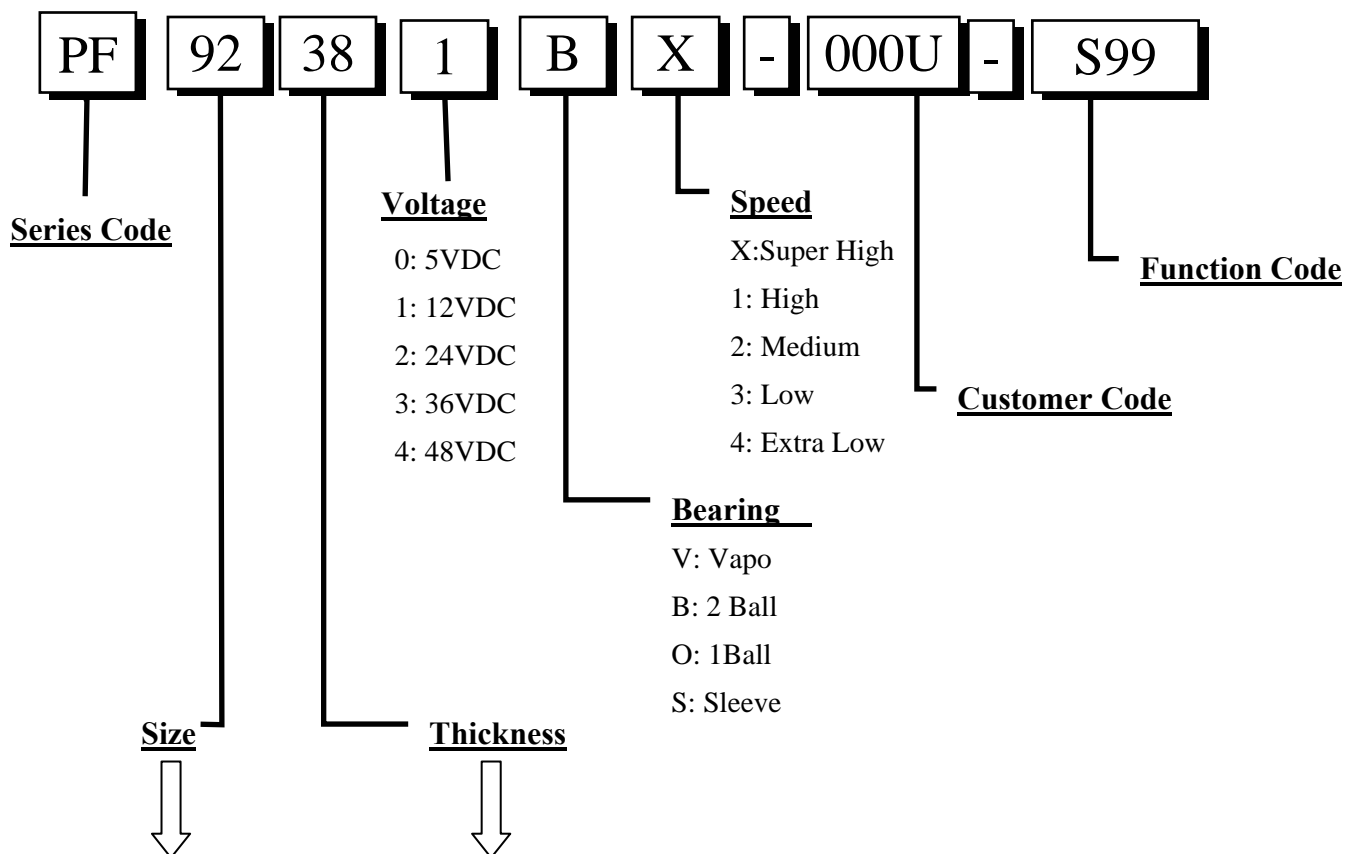 PF 92 38 1 B X - 000U - S99
Series Code
Voltage
0: 5VDC
1: 12VDC
2: 24VDC
3: 36VDC
4: 48VDC
Speed
X:Super High
1: High
2: Medium
3: Low
4: Extra Low
Function Code
Customer Code
Bearing
V: Vapo
B: 2 Ball
O: 1Ball
S: Sleeve
Size
Thickness